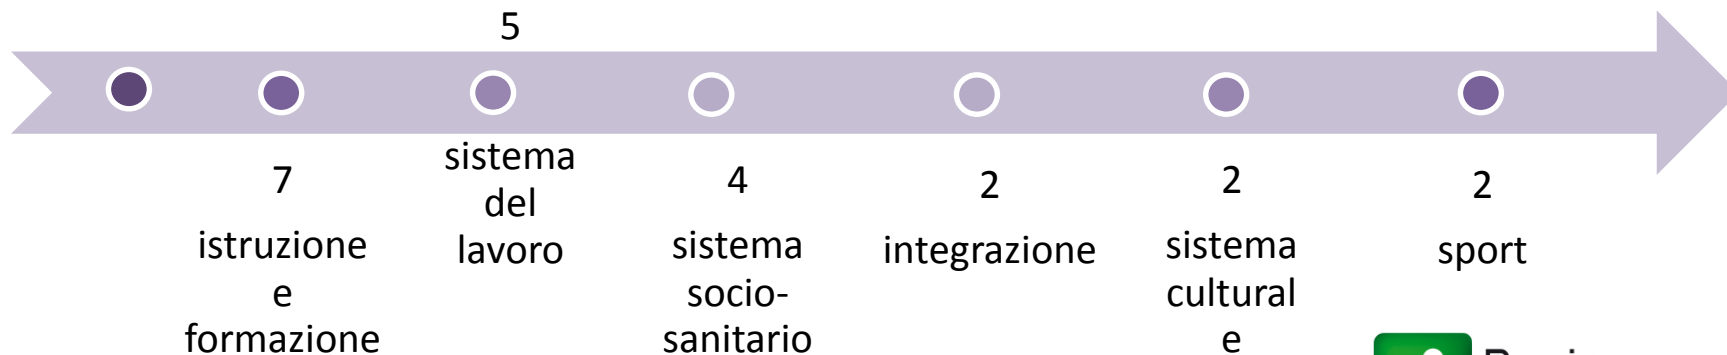 5
sistema
del
lavoro
7
istruzione
e
formazione
4
sistema
socio-
sanitario
2
integrazione
2
sistema
cultural
e
2
sport